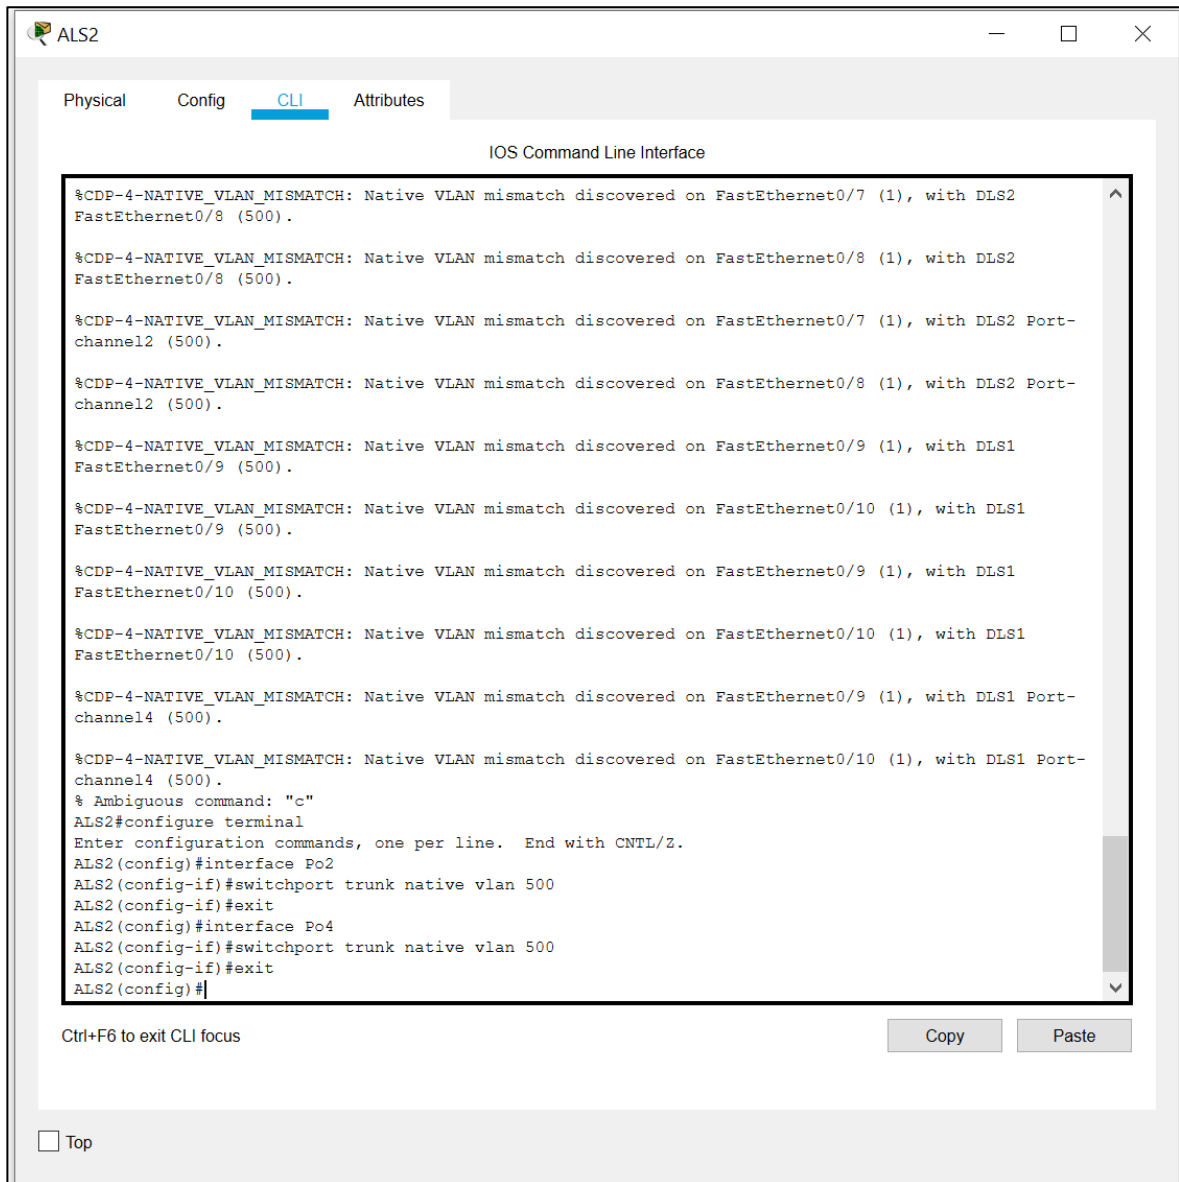 ALS2
Physical Config CLI Attributes
IOS Command Line Interface
%CDP-4-NATIVE_VLAN_MISMATCH: Native VLAN mismatch discovered on FastEthernet0/7 (1), with DLS2
FastEthernet0/8 (500).
%CDP-4-NATIVE_VLAN_MISMATCH: Native VLAN mismatch discovered on FastEthernet0/8 (1), with DLS2
FastEthernet0/8 (500).
%CDP-4-NATIVE_VLAN_MISMATCH: Native VLAN mismatch discovered on FastEthernet0/7 (1), with DLS2 Port-
channel2 (500).
%CDP-4-NATIVE_VLAN_MISMATCH: Native VLAN mismatch discovered on FastEthernet0/8 (1), with DLS2 Port-
channel2 (500).
%CDP-4-NATIVE_VLAN_MISMATCH: Native VLAN mismatch discovered on FastEthernet0/9 (1), with DLS1
FastEthernet0/9 (500).
%CDP-4-NATIVE_VLAN_MISMATCH: Native VLAN mismatch discovered on FastEthernet0/10 (1), with DLS1
FastEthernet0/9 (500).
%CDP-4-NATIVE_VLAN_MISMATCH: Native VLAN mismatch discovered on FastEthernet0/9 (1), with DLS1
FastEthernet0/10 (500).
%CDP-4-NATIVE_VLAN_MISMATCH: Native VLAN mismatch discovered on FastEthernet0/10 (1), with DLS1
FastEthernet0/10 (500).
%CDP-4-NATIVE_VLAN_MISMATCH: Native VLAN mismatch discovered on FastEthernet0/9 (1), with DLS1 Port-
channel4 (500).
%CDP-4-NATIVE_VLAN_MISMATCH: Native VLAN mismatch discovered on FastEthernet0/10 (1), with DLS1 Port-
channel4 (500).
% Ambiguous command: "c"
ALS2#configure terminal
Enter configuration commands, one per line.  End with CNTL/Z.
ALS2(config)#interface Po2
ALS2(config-if)#switchport trunk native vlan 500
ALS2(config-if)#exit
ALS2(config)#interface Po4
ALS2(config-if)#switchport trunk native vlan 500
ALS2(config-if)#exit
ALS2(config)#
Ctrl+F6 to exit CLI focus
Copy Paste
Top